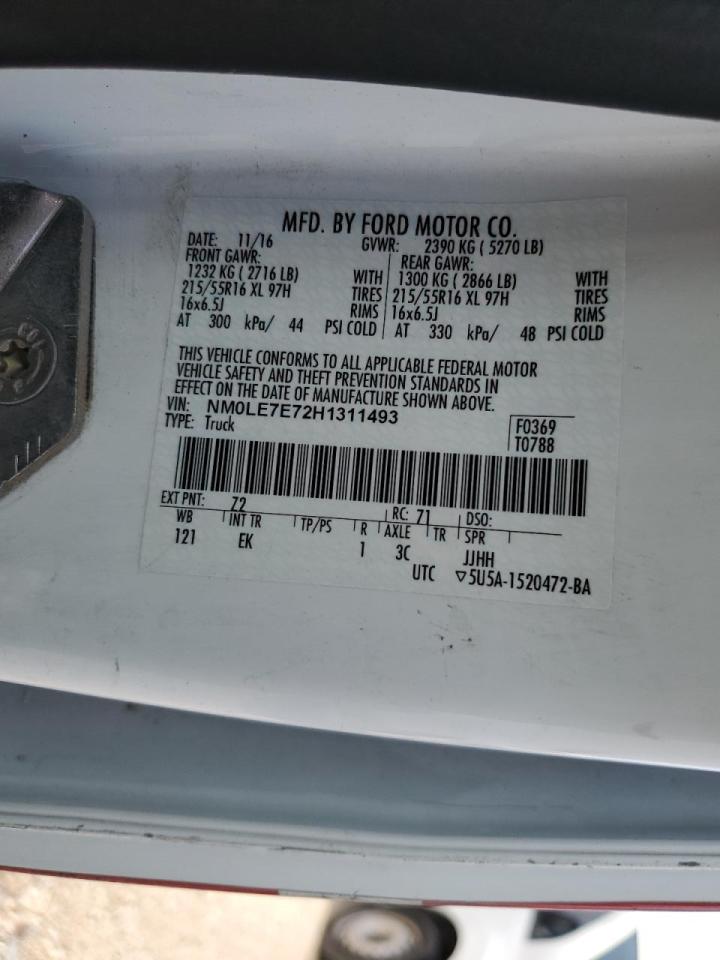 MFD. BY FORD MOTOR CO.
DATE: 11/16 GVWR: 2390 KG ( 5270 LB)
FRONT GAWR: REAR GAWR:
1232 KG ( 2716 LB) WITH 1300 KG ( 2866 LB) WITH
215/55R16 XL 97H TIRES 215/55R16 XL 97H TIRES
16x6.5J RIMS 16x6.5J RIMS
AT 300 kPa/ 44 PSI COLD AT 330 kPa/ 48 PSI COLD
THIS VEHICLE CONFORMS TO ALL APPLICABLE FEDERAL MOTOR
VEHICLE SAFETY AND THEFT PREVENTION STANDARDS IN
EFFECT ON THE DATE OF MANUFACTURE SHOWN ABOVE.
VIN: NM0LE7E72H1311493 F0369
TYPE: Truck T0788
EXT PNT: Z2 RC: 71 DSO:
WB INT TR TP/PS R AXLE TR SPR
121 EK 1 3C JJHH
UTC ▽5U5A-1520472-BA